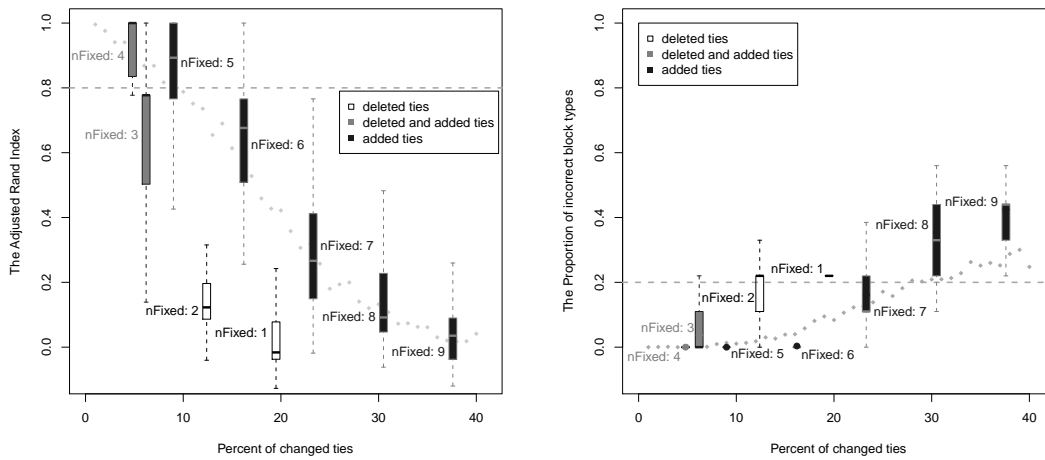 The Adjusted Rand Index
1.0
0.8
0.6
0.4
0.2
0.0
nFixed: 4
nFixed: 5
nFixed: 3
nFixed: 6
nFixed: 7
nFixed: 2
nFixed: 1
nFixed: 8
nFixed: 9
deleted ties
deleted and added ties
added ties
0 10 20 30 40
Percent of changed ties
The Proportion of incorrect block types
1.0
0.8
0.6
0.4
0.2
0.0
deleted ties
deleted and added ties
added ties
nFixed: 9
nFixed: 8
nFixed: 1
nFixed: 2
nFixed: 7
nFixed: 3
nFixed: 4
nFixed: 5
nFixed: 6
0 10 20 30 40
Percent of changed ties